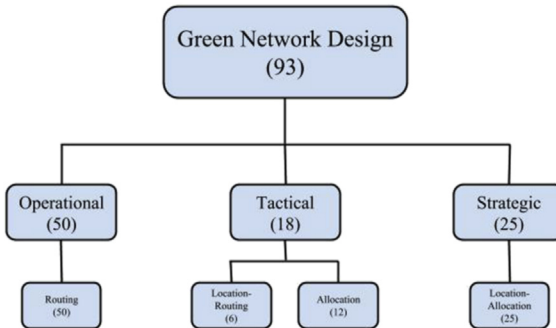 Green Network Design
(93)
Operational
(50)
Tactical
(18)
Strategic
(25)
Routing
(50)
Location-
Routing
(6)
Allocation
(12)
Location-
Allocation
(25)